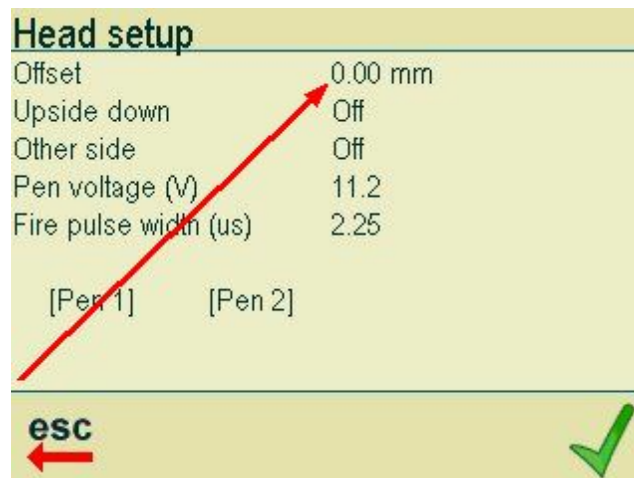 Head setup
Offset 0.00 mm
Upside down Off
Other side Off
Pen voltage (V) 11.2
Fire pulse width (us) 2.25
[Pen 1] [Pen 2]
esc